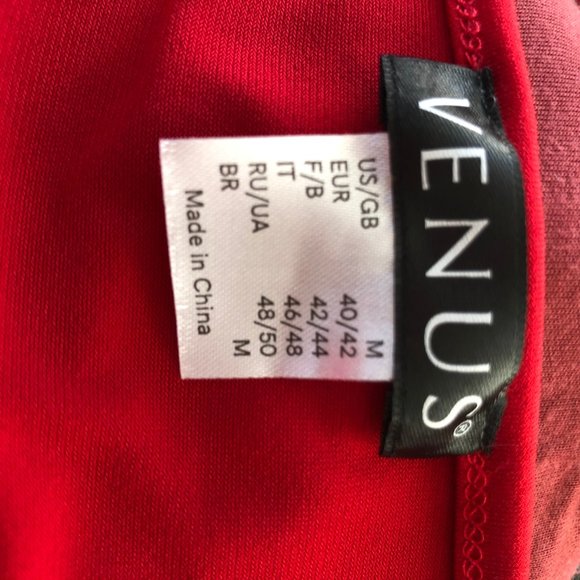 VENUS®
US/GB M
EUR 40/42
F/B 42/44
IT 46/48
RU/UA 48/50
BR M
Made in China